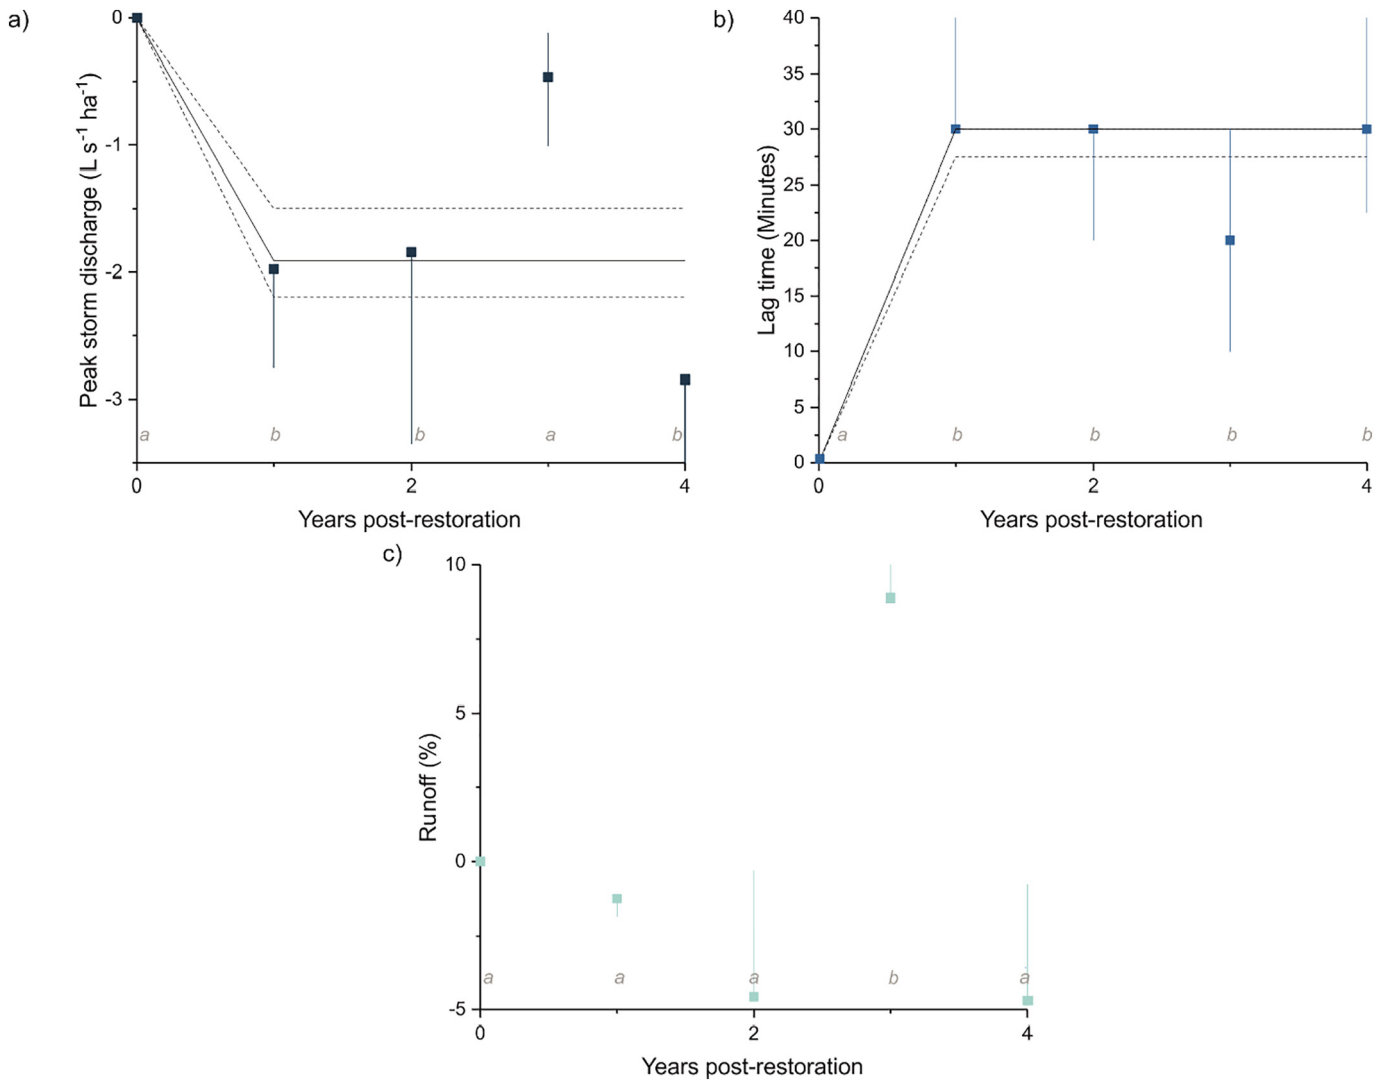 a)
0
-1
-2
-3
Peak storm discharge (L s⁻¹ ha⁻¹)
a b b a b
0 2 4
Years post-restoration
b)
40
35
30
25
20
15
10
5
0
Lag time (Minutes)
a b b b b
0 2 4
Years post-restoration
c)
10
5
0
-5
Runoff (%)
a a a b a
0 2 4
Years post-restoration